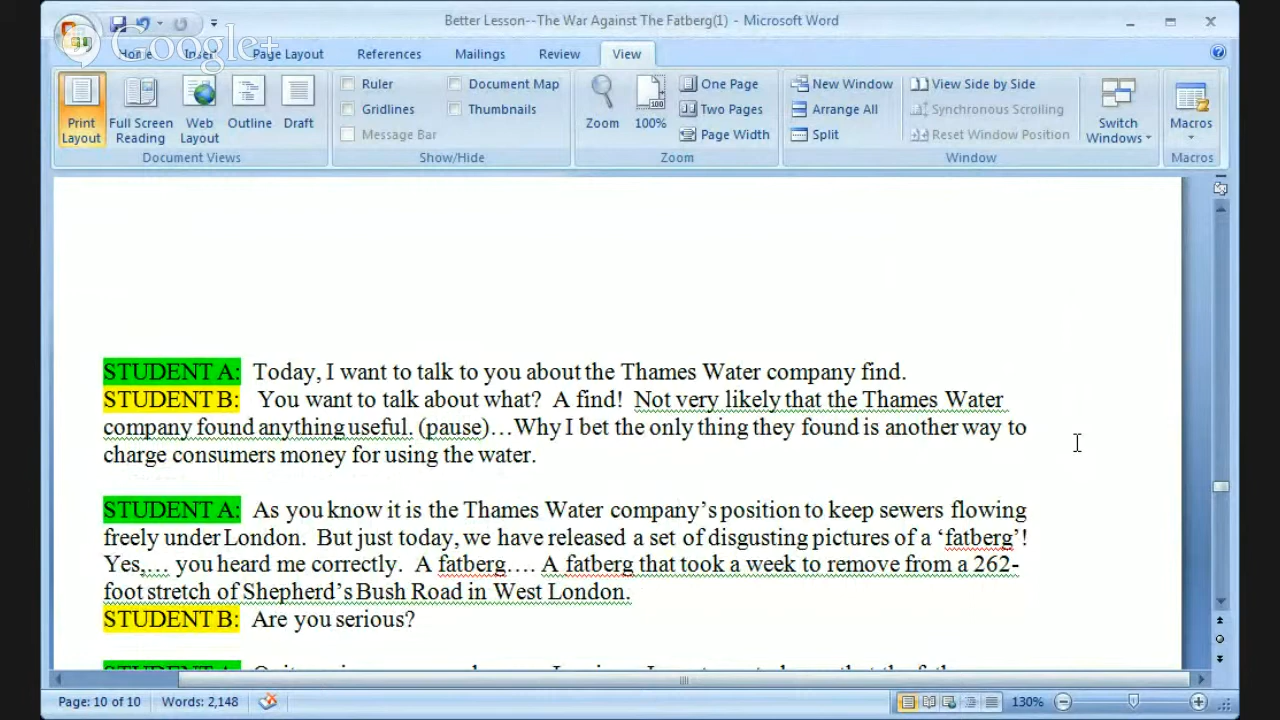 Better Lesson--The War Against The Fatberg(1) - Microsoft Word
Google+
Home Insert Page Layout References Mailings Review View
Print Layout
Full Screen Reading
Web Layout
Outline
Draft
Document Views
Ruler
Gridlines
Message Bar
Document Map
Thumbnails
Show/Hide
Zoom
100%
One Page
Two Pages
Page Width
Zoom
New Window
Arrange All
Split
View Side by Side
Synchronous Scrolling
Reset Window Position
Switch Windows
Window
Macros
Macros
STUDENT A: Today, I want to talk to you about the Thames Water company find.
STUDENT B: You want to talk about what? A find! Not very likely that the Thames Water
company found anything useful. (pause)…Why I bet the only thing they found is another way to
charge consumers money for using the water.
STUDENT A: As you know it is the Thames Water company’s position to keep sewers flowing
freely under London. But just today, we have released a set of disgusting pictures of a ‘fatberg’!
Yes,… you heard me correctly. A fatberg…. A fatberg that took a week to remove from a 262-
foot stretch of Shepherd’s Bush Road in West London.
STUDENT B: Are you serious?
STUDENT A:
Page: 10 of 10 Words: 2,148 130%